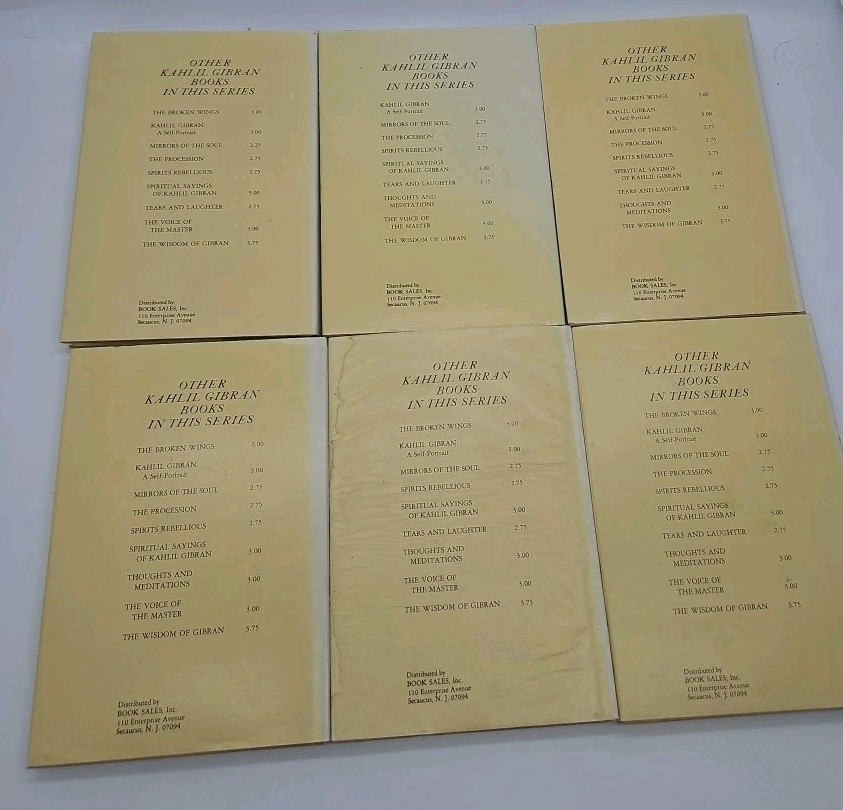 OTHER
KAHLIL GIBRAN
BOOKS
IN THIS SERIES
THE BROKEN WINGS 3.00
KAHLIL GIBRAN:
A Self-Portrait 3.00
MIRRORS OF THE SOUL 2.75
THE PROCESSION 2.75
SPIRITS REBELLIOUS 2.75
SPIRITUAL SAYINGS
OF KAHLIL GIBRAN 3.00
TEARS AND LAUGHTER 2.75
THE VOICE OF
THE MASTER 3.00
THE WISDOM OF GIBRAN 3.75
Distributed by
BOOK SALES, Inc.
110 Enterprise Avenue
Secaucus, N. J. 07094
OTHER
KAHLIL GIBRAN
BOOKS
IN THIS SERIES
KAHLIL GIBRAN:
A Self-Portrait 3.00
MIRRORS OF THE SOUL 2.75
THE PROCESSION 2.75
SPIRITS REBELLIOUS 2.75
SPIRITUAL SAYINGS
OF KAHLIL GIBRAN 3.00
TEARS AND LAUGHTER 2.75
THOUGHTS AND
MEDITATIONS 3.00
THE VOICE OF
THE MASTER 3.00
THE WISDOM OF GIBRAN 3.75
Distributed by
BOOK SALES, Inc.
110 Enterprise Avenue
Secaucus, N. J. 07094
OTHER
KAHLIL GIBRAN
BOOKS
IN THIS SERIES
THE BROKEN WINGS 3.00
KAHLIL GIBRAN:
A Self-Portrait 3.00
MIRRORS OF THE SOUL 2.75
THE PROCESSION 2.75
SPIRITS REBELLIOUS 2.75
SPIRITUAL SAYINGS
OF KAHLIL GIBRAN 3.00
TEARS AND LAUGHTER 2.75
THOUGHTS AND
MEDITATIONS 3.00
THE WISDOM OF GIBRAN 3.75
Distributed by
BOOK SALES, Inc.
110 Enterprise Avenue
Secaucus, N. J. 07094
OTHER
KAHLIL GIBRAN
BOOKS
IN THIS SERIES
THE BROKEN WINGS 3.00
KAHLIL GIBRAN:
A Self-Portrait 3.00
MIRRORS OF THE SOUL 2.75
THE PROCESSION 2.75
SPIRITS REBELLIOUS 2.75
SPIRITUAL SAYINGS
OF KAHLIL GIBRAN 3.00
THOUGHTS AND
MEDITATIONS 3.00
THE VOICE OF
THE MASTER 3.00
THE WISDOM OF GIBRAN 3.75
Distributed by
BOOK SALES, Inc.
110 Enterprise Avenue
Secaucus, N. J. 07094
OTHER
KAHLIL GIBRAN
BOOKS
IN THIS SERIES
THE BROKEN WINGS 3.00
KAHLIL GIBRAN:
A Self-Portrait 3.00
MIRRORS OF THE SOUL 2.75
SPIRITS REBELLIOUS 2.75
SPIRITUAL SAYINGS
OF KAHLIL GIBRAN 3.00
TEARS AND LAUGHTER 2.75
THOUGHTS AND
MEDITATIONS 3.00
THE VOICE OF
THE MASTER 3.00
THE WISDOM OF GIBRAN 3.75
Distributed by
BOOK SALES, Inc.
110 Enterprise Avenue
Secaucus, N. J. 07094
OTHER
KAHLIL GIBRAN
BOOKS
IN THIS SERIES
THE BROKEN WINGS 3.00
KAHLIL GIBRAN:
A Self-Portrait 3.00
MIRRORS OF THE SOUL 2.75
THE PROCESSION 2.75
SPIRITS REBELLIOUS 2.75
SPIRITUAL SAYINGS
OF KAHLIL GIBRAN 3.00
TEARS AND LAUGHTER 2.75
THOUGHTS AND
MEDITATIONS 3.00
THE VOICE OF
THE MASTER 3.00
THE WISDOM OF GIBRAN 3.75
Distributed by
BOOK SALES, Inc.
110 Enterprise Avenue
Secaucus, N. J. 07094